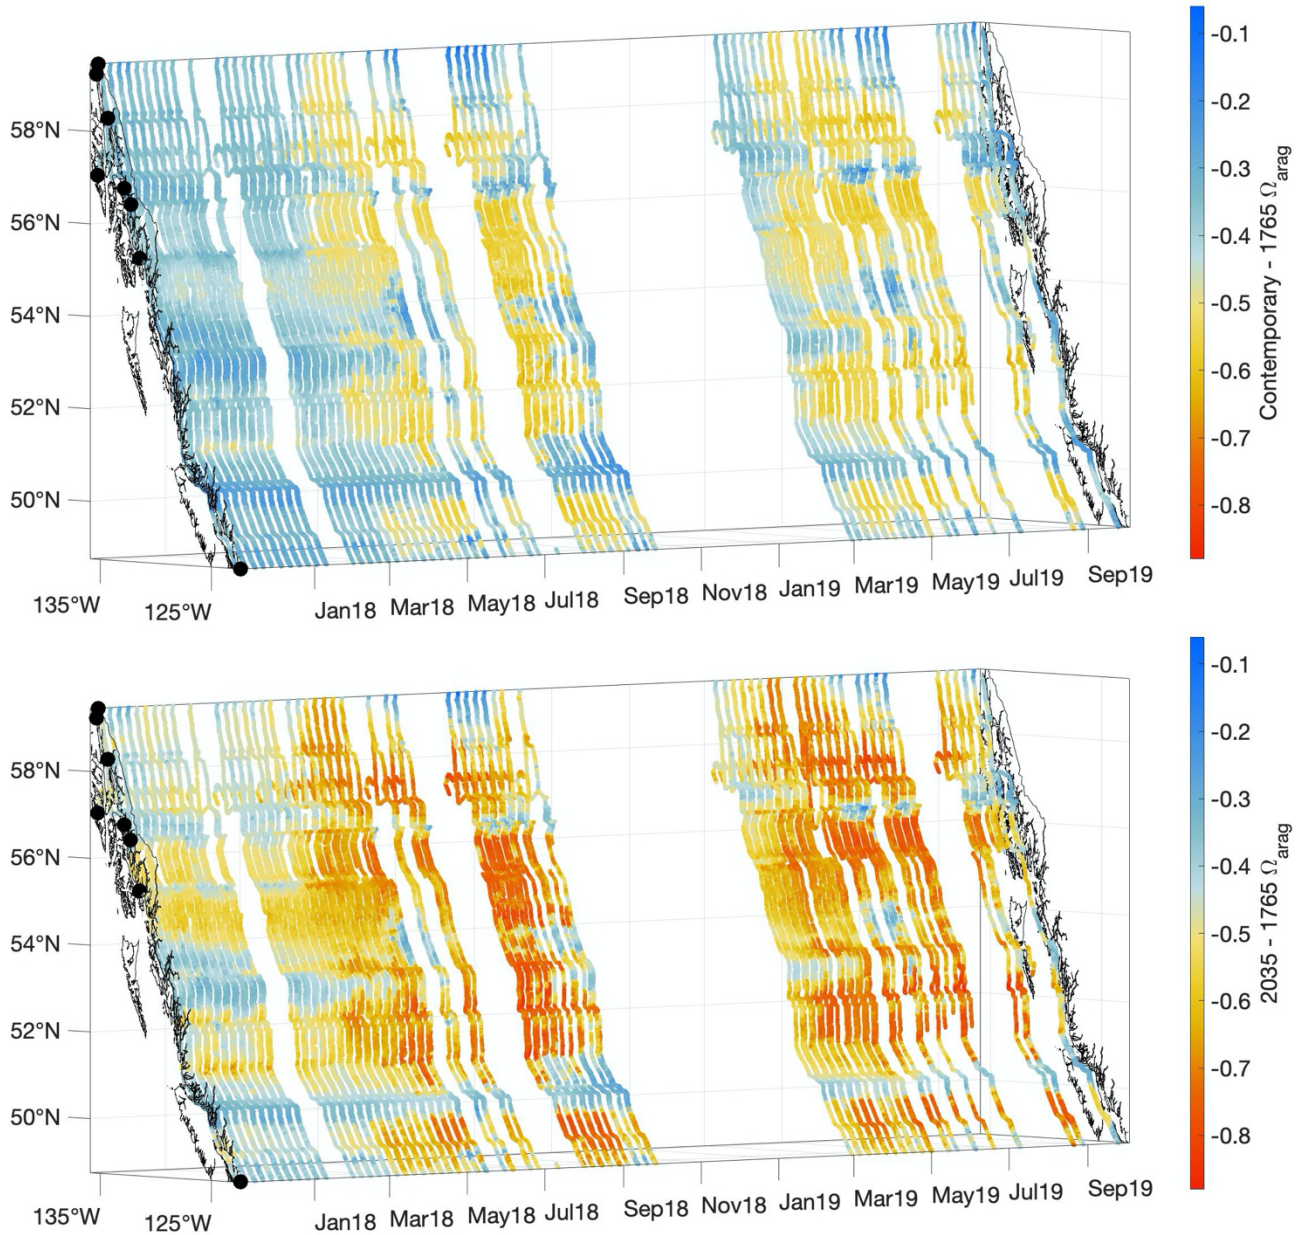 58°N
56°N
54°N
52°N
50°N
135°W
125°W
Jan18 Mar18 May18 Jul18 Sep18 Nov18 Jan19 Mar19 May19 Jul19 Sep19
-0.1
-0.2
-0.3
-0.4
-0.5
-0.6
-0.7
-0.8
Contemporary - 1765 Ωarag
58°N
56°N
54°N
52°N
50°N
135°W
125°W
Jan18 Mar18 May18 Jul18 Sep18 Nov18 Jan19 Mar19 May19 Jul19 Sep19
-0.1
-0.2
-0.3
-0.4
-0.5
-0.6
-0.7
-0.8
2035 - 1765 Ωarag